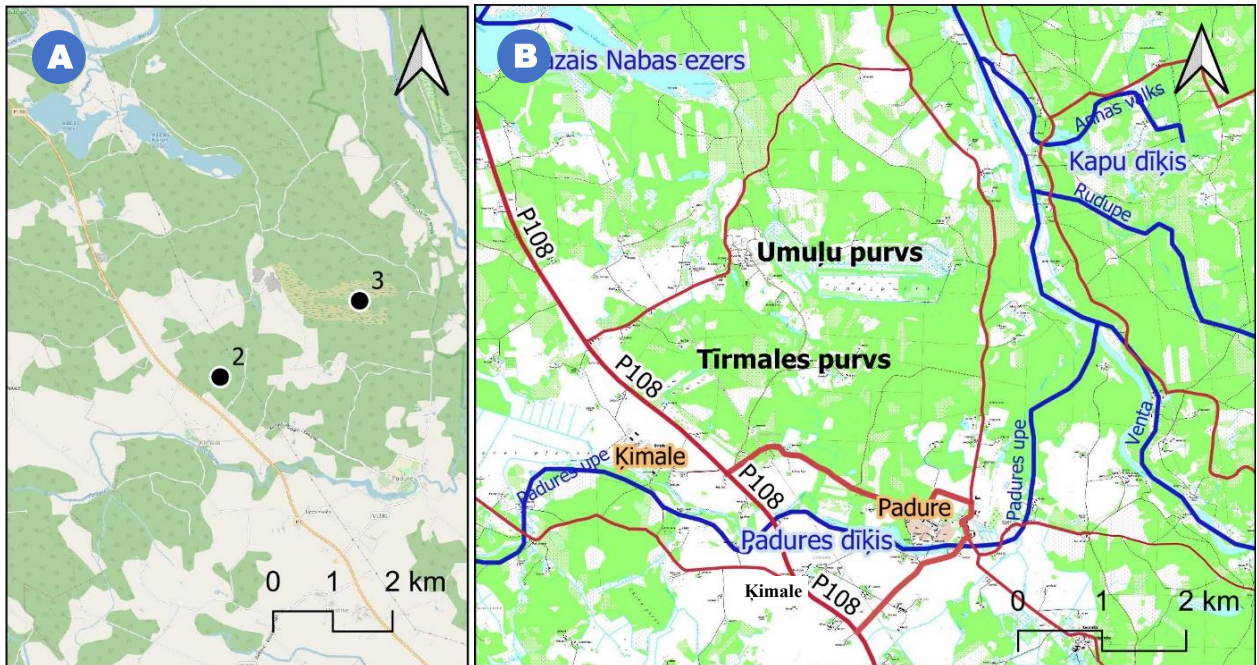 A
3
2
Padure
0 1 2 km
B
azais Nabas ezers
Annas valks
Kapu dīķis
Rudupe
P108
Umuļu purvs
P108
Tīrmales purvs
Padures upe
Ķimale
P108
Padure
Padures upe
Venta
Padures dīķis
Ķimale
P108
0 1 2 km